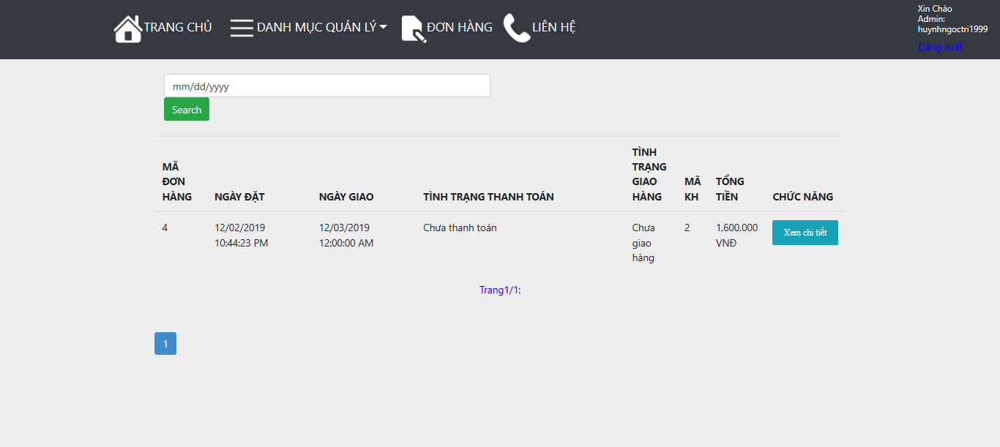 TRANG CHỦ DANH MỤC QUẢN LÝ ĐƠN HÀNG LIÊN HỆ
Xin Chào
Admin:
huynhngoctri1999
Đăng xuất
mm/dd/yyyy
Search
MÃ
ĐƠN
HÀNG
NGÀY ĐẶT
NGÀY GIAO
TÌNH TRẠNG THANH TOÁN
TÌNH
TRẠNG
GIAO
HÀNG
MÃ
KH
TỔNG
TIỀN
CHỨC NĂNG
4
12/02/2019
10:44:23 PM
12/03/2019
12:00:00 AM
Chưa thanh toán
Chưa
giao
hàng
2
1,600,000
VNĐ
Xem chi tiết
Trang1/1:
1